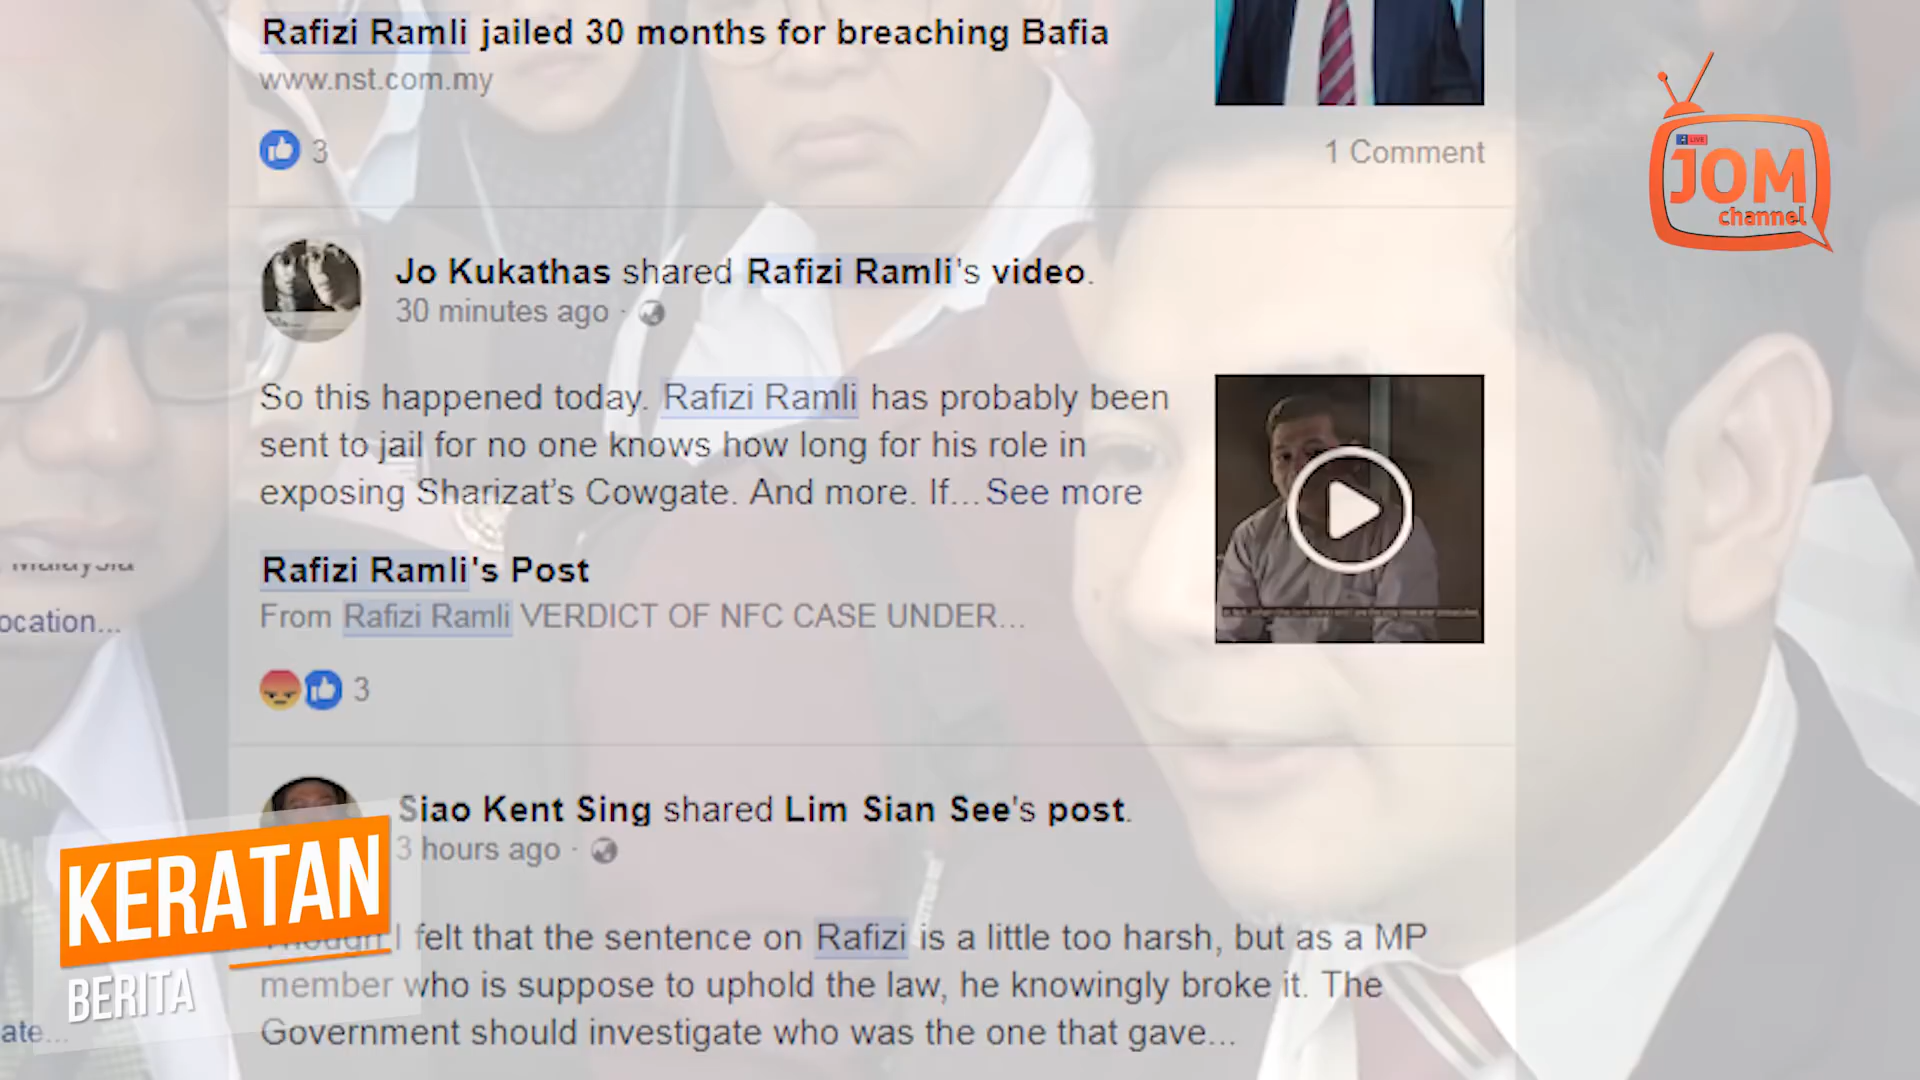 Rafizi Ramli jailed 30 months for breaching Bafia
www.nst.com.my
3
1 Comment
LIVE
JOM
channel
Jo Kukathas shared Rafizi Ramli's video.
30 minutes ago ·
So this happened today. Rafizi Ramli has probably been
sent to jail for no one knows how long for his role in
exposing Sharizat's Cowgate. And more. If... See more
Rafizi Ramli's Post
From Rafizi Ramli VERDICT OF NFC CASE UNDER...
3
Malaysia
ocation...
Siao Kent Sing shared Lim Sian See's post.
3 hours ago ·
Though I felt that the sentence on Rafizi is a little too harsh, but as a MP
member who is suppose to uphold the law, he knowingly broke it. The
Government should investigate who was the one that gave...
KERATAN
BERITA
ate...